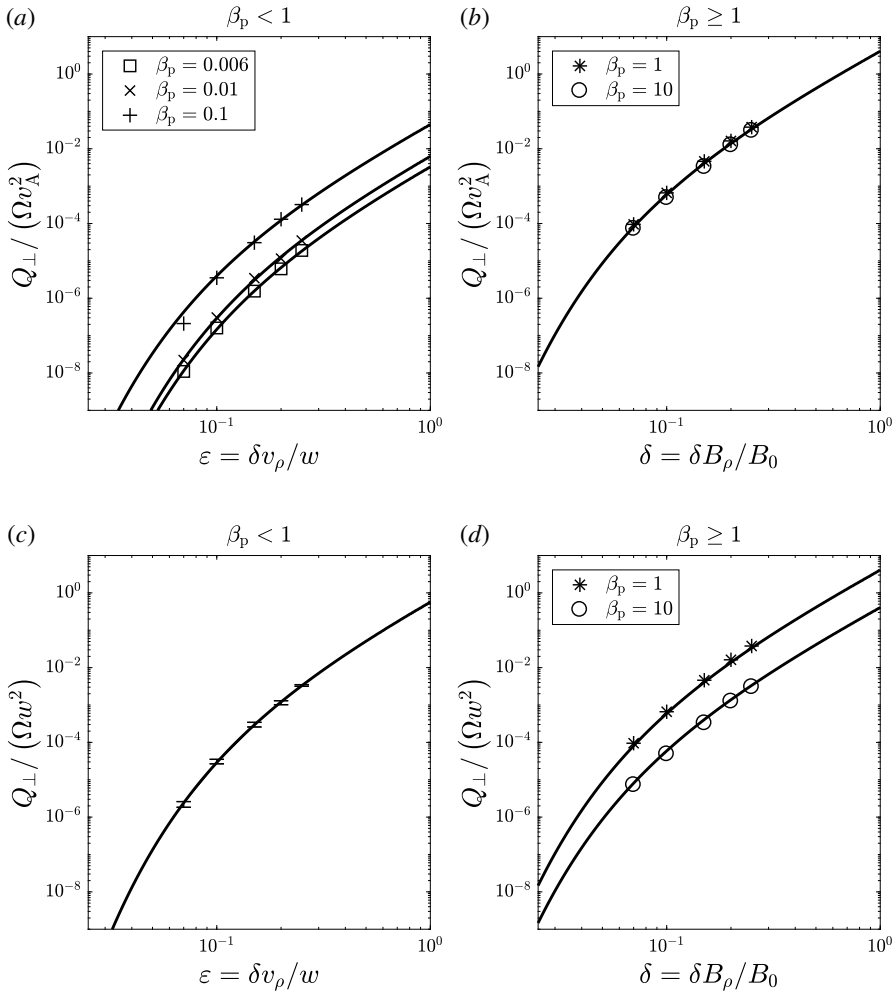 (a)
β_p < 1
β_p = 0.006
β_p = 0.01
β_p = 0.1
Q_⊥/(Ωv_A^2)
10^0
10^−2
10^−4
10^−6
10^−8
10^−1
10^0
ε = δv_ρ/w
(b)
β_p ≥ 1
β_p = 1
β_p = 10
Q_⊥/(Ωv_A^2)
10^0
10^−2
10^−4
10^−6
10^−8
10^−1
10^0
δ = δB_ρ/B_0
(c)
β_p < 1
Q_⊥/(Ωw^2)
10^0
10^−2
10^−4
10^−6
10^−8
10^−1
10^0
ε = δv_ρ/w
(d)
β_p ≥ 1
β_p = 1
β_p = 10
Q_⊥/(Ωw^2)
10^0
10^−2
10^−4
10^−6
10^−8
10^−1
10^0
δ = δB_ρ/B_0